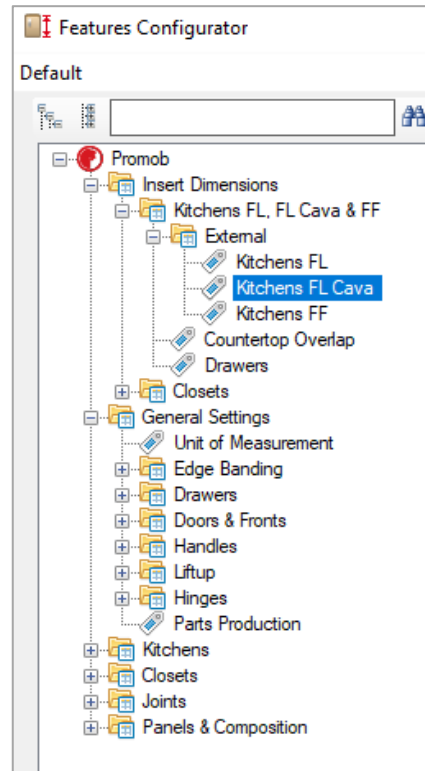 Features Configurator
Default
Promob
Insert Dimensions
Kitchens FL, FL Cava & FF
External
Kitchens FL
Kitchens FL Cava
Kitchens FF
Countertop Overlap
Drawers
Closets
General Settings
Unit of Measurement
Edge Banding
Drawers
Doors & Fronts
Handles
Liftup
Hinges
Parts Production
Kitchens
Closets
Joints
Panels & Composition